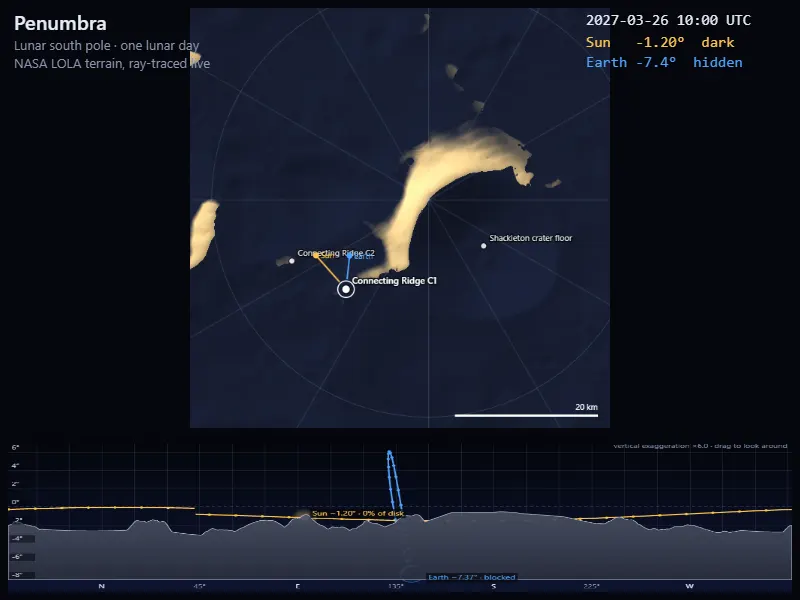 Penumbra
Lunar south pole · one lunar day
NASA LOLA terrain, ray-traced live
2027-03-26 10:00 UTC
Sun -1.20° dark
Earth -7.4° hidden
Shackleton crater floor
Connecting Ridge C2
Sun
Earth
Connecting Ridge C1
20 km
vertical exaggeration ×6.0 · drag to look around
6°
4°
2°
0°
-2°
-4°
-6°
-8°
Sun -1.20° · 0% of disk
Earth -7.37° · blocked
N
45°
E
135°
S
225°
W